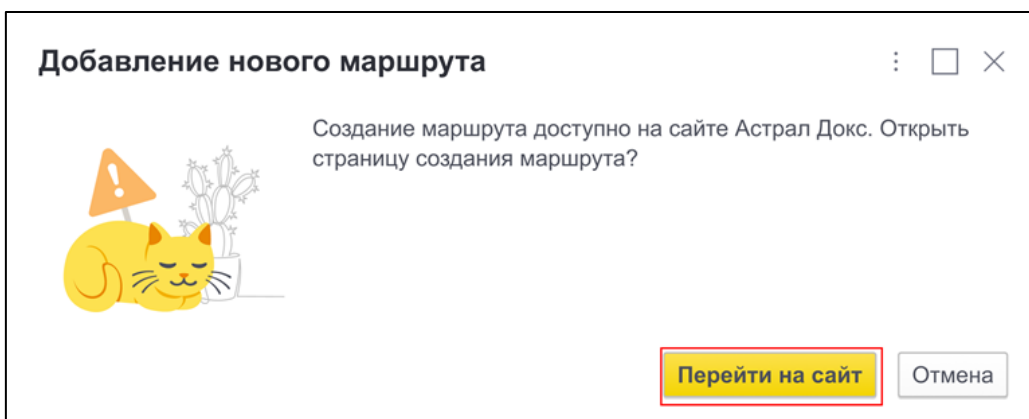 Добавление нового маршрута
Создание маршрута доступно на сайте Астрал Докс. Открыть
страницу создания маршрута?
Перейти на сайт
Отмена